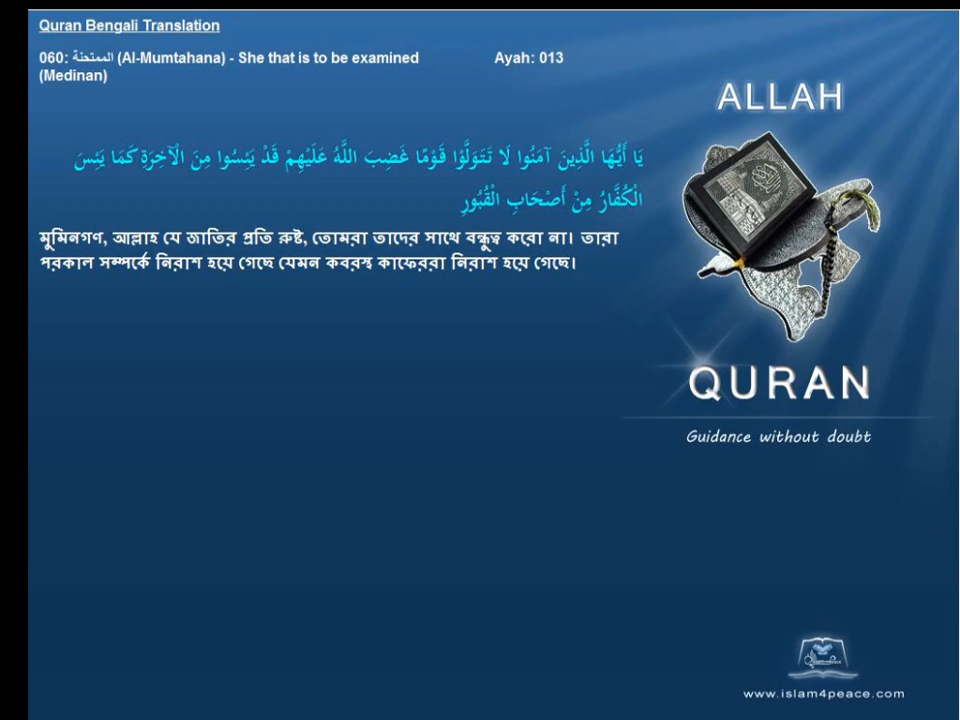 Quran Bengali Translation
060: الممتحنة (Al-Mumtahana) - She that is to be examined Ayah: 013
(Medinan)
ALLAH
يَا أَيُّهَا الَّذِينَ آمَنُوا لَا تَتَوَلَّوْا قَوْمًا غَضِبَ اللَّهُ عَلَيْهِمْ قَدْ يَئِسُوا مِنَ الْآخِرَةِ كَمَا يَئِسَ
الْكُفَّارُ مِنْ أَصْحَابِ الْقُبُورِ
মুমিনগণ, আল্লাহ যে জাতির প্রতি রুষ্ট, তোমরা তাদের সাথে বন্ধুত্ব করো না। তারা
পরকাল সম্পর্কে নিরাশ হয়ে গেছে যেমন কবরস্থ কাফেররা নিরাশ হয়ে গেছে।
QURAN
Guidance without doubt
www.islam4peace.com